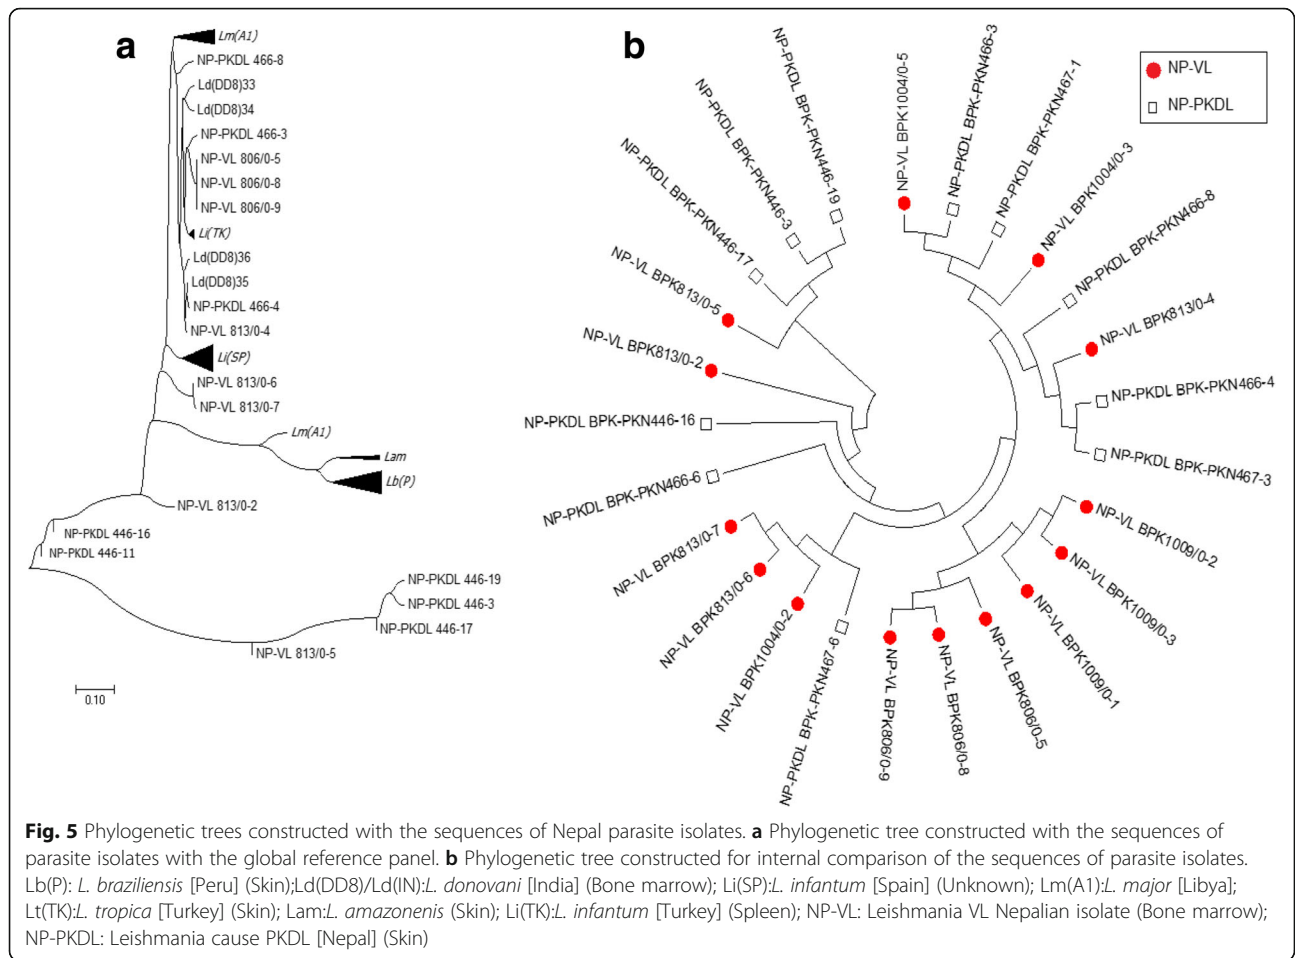 a
Lm(A1)
NP-PKDL 466-8
Ld(DD8)33
Ld(DD8)34
NP-PKDL 466-3
NP-VL 806/0-5
NP-VL 806/0-8
NP-VL 806/0-9
Li(TK)
Ld(DD8)36
Ld(DD8)35
NP-PKDL 466-4
NP-VL 813/0-4
Li(SP)
NP-VL 813/0-6
NP-VL 813/0-7
Lm(A1)
Lam
Lb(P)
NP-VL 813/0-2
NP-PKDL 446-16
NP-PKDL 446-11
NP-PKDL 446-19
NP-PKDL 446-3
NP-PKDL 446-17
NP-VL 813/0-5
0.10
b
NP-VL
NP-PKDL
NP-VL BPK1004/0-5
NP-PKDL BPK-PKN466-3
NP-PKDL BPK-PKN467-1
NP-VL BPK1004/0-3
NP-PKDL BPK-PKN466-8
NP-VL BPK813/0-4
NP-PKDL BPK-PKN466-4
NP-PKDL BPK-PKN467-3
NP-VL BPK1009/0-2
NP-VL BPK1009/0-3
NP-VL BPK1009/0-1
NP-VL BPK806/0-5
NP-VL BPK806/0-8
NP-VL BPK806/0-9
NP-PKDL BPK-PKN467-6
NP-VL BPK1004/0-2
NP-VL BPK813/0-6
NP-VL BPK813/0-7
NP-PKDL BPK-PKN466-6
NP-PKDL BPK-PKN446-16
NP-VL BPK813/0-2
NP-VL BPK813/0-5
NP-PKDL BPK-PKN446-17
NP-PKDL BPK-PKN446-3
NP-PKDL BPK-PKN446-19
Fig. 5 Phylogenetic trees constructed with the sequences of Nepal parasite isolates. a Phylogenetic tree constructed with the sequences of
parasite isolates with the global reference panel. b Phylogenetic tree constructed for internal comparison of the sequences of parasite isolates.
Lb(P): L. braziliensis [Peru] (Skin);Ld(DD8)/Ld(IN):L. donovani [India] (Bone marrow); Li(SP):L. infantum [Spain] (Unknown); Lm(A1):L. major [Libya];
Lt(TK):L. tropica [Turkey] (Skin); Lam:L. amazonenis (Skin); Li(TK):L. infantum [Turkey] (Spleen); NP-VL: Leishmania VL Nepalian isolate (Bone marrow);
NP-PKDL: Leishmania cause PKDL [Nepal] (Skin)